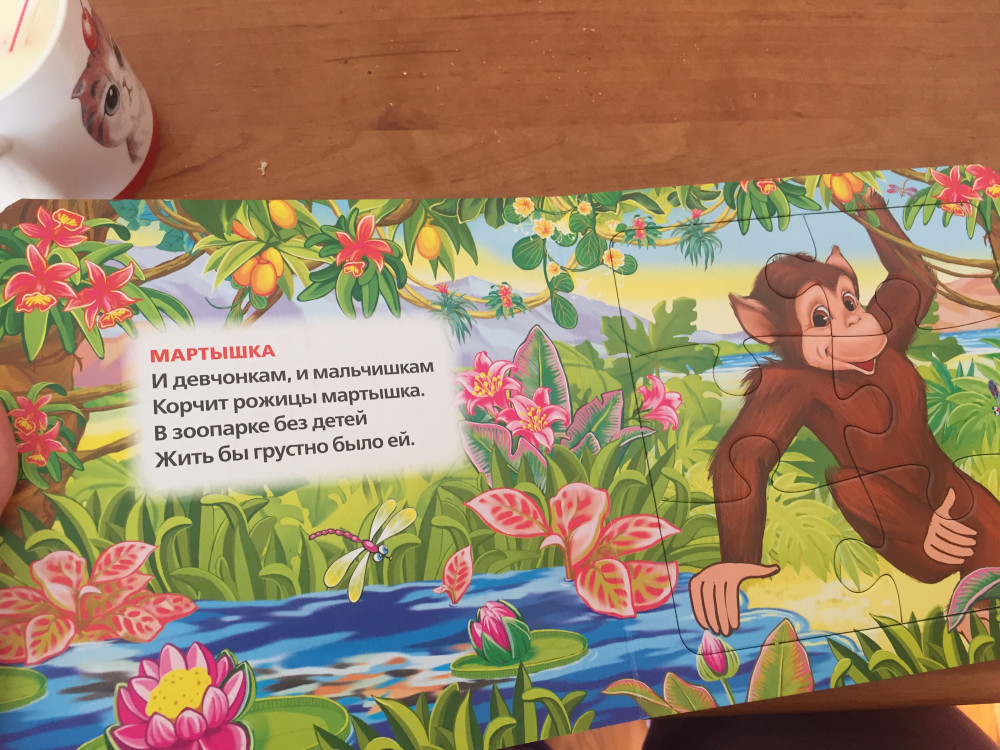 МАРТЫШКА
И девчонкам, и мальчишкам
Корчит рожицы мартышка.
В зоопарке без детей
Жить бы грустно было ей.